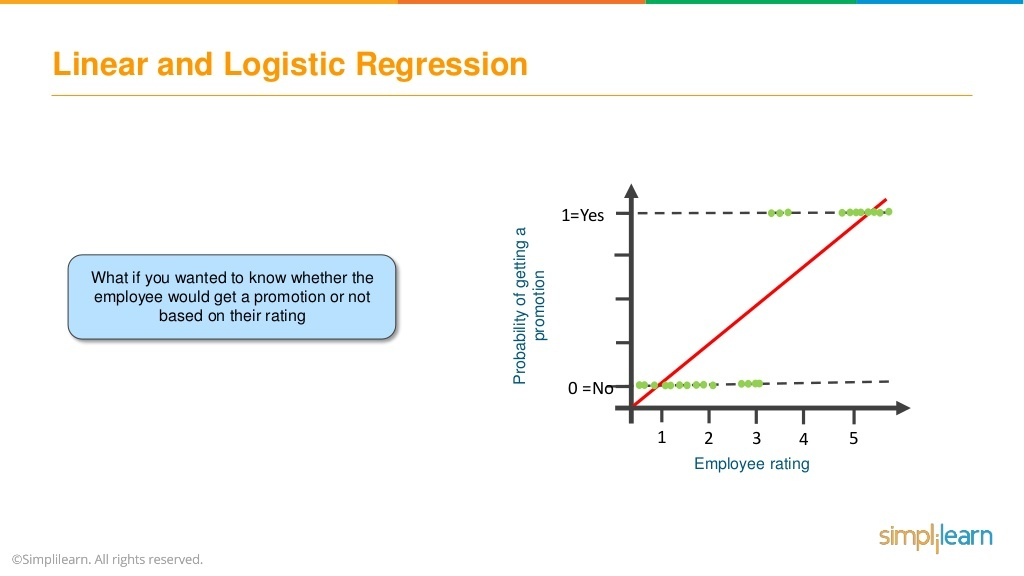 Linear and Logistic Regression
What if you wanted to know whether the
employee would get a promotion or not
based on their rating
Probability of getting a
promotion
1=Yes
0 =No
1 2 3 4 5
Employee rating
simplilearn
©Simplilearn. All rights reserved.